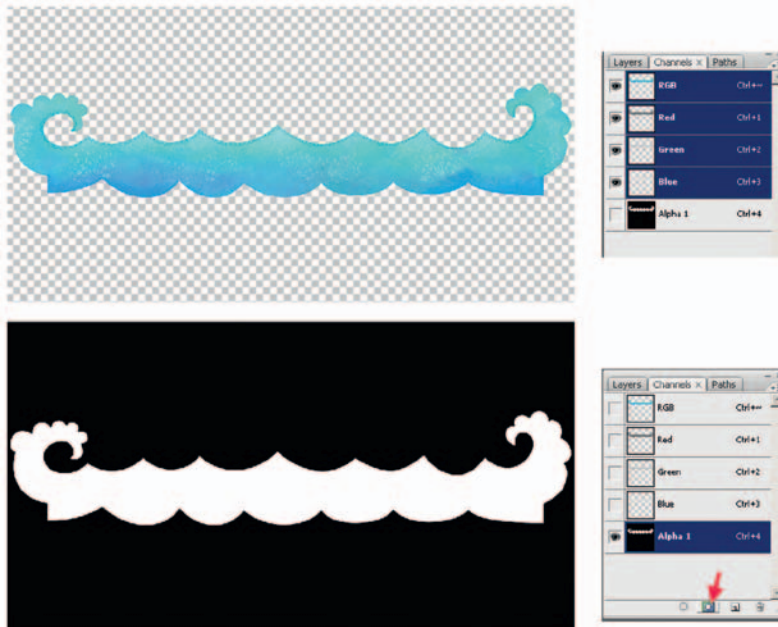 Layers Channels × Paths
RGB Ctrl+~
Red Ctrl+1
Green Ctrl+2
Blue Ctrl+3
Alpha 1 Ctrl+4
Layers Channels × Paths
RGB Ctrl+~
Red Ctrl+1
Green Ctrl+2
Blue Ctrl+3
Alpha 1 Ctrl+4